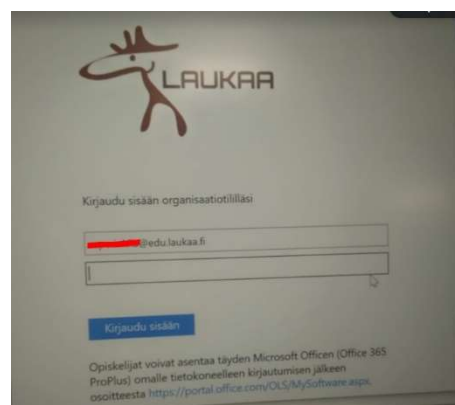 LAUKAA
Kirjaudu sisään organisaatiotililläsi
@edu.laukaa.fi
Kirjaudu sisään
Opiskelijat voivat asentaa täyden Microsoft Officen (Office 365
ProPlus) omalle tietokoneelleen kirjautumisen jälkeen
osoitteesta https://portal.office.com/OLS/MySoftware.aspx.